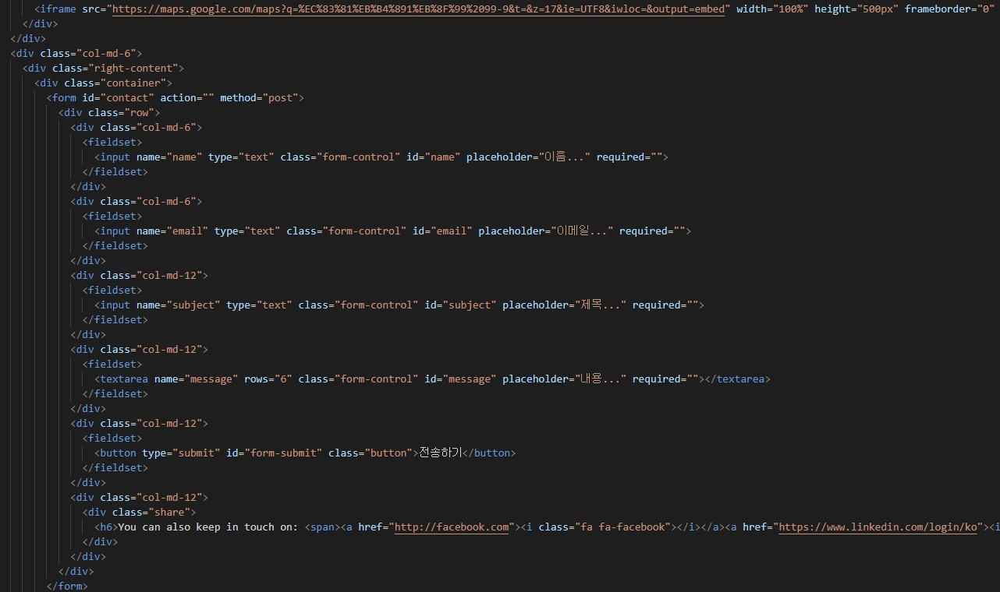 <iframe src="https://maps.google.com/maps?q=%EC%83%81%EB%B4%891%EB%8F%99%2099-9&t=&z=17&ie=UTF8&iwloc=&output=embed" width="100%" height="500px" frameborder="0"
</div>
</div>
<div class="col-md-6">
<div class="right-content">
<div class="container">
<form id="contact" action="" method="post">
<div class="row">
<div class="col-md-6">
<fieldset>
<input name="name" type="text" class="form-control" id="name" placeholder="이름..." required="">
</fieldset>
</div>
<div class="col-md-6">
<fieldset>
<input name="email" type="text" class="form-control" id="email" placeholder="이메일..." required="">
</fieldset>
</div>
<div class="col-md-12">
<fieldset>
<input name="subject" type="text" class="form-control" id="subject" placeholder="제목..." required="">
</fieldset>
</div>
<div class="col-md-12">
<fieldset>
<textarea name="message" rows="6" class="form-control" id="message" placeholder="내용..." required=""></textarea>
</fieldset>
</div>
<div class="col-md-12">
<fieldset>
<button type="submit" id="form-submit" class="button">전송하기</button>
</fieldset>
</div>
<div class="col-md-12">
<div class="share">
<h6>You can also keep in touch on: <span><a href="http://facebook.com"><i class="fa fa-facebook"></i></a><a href="https://www.linkedin.com/login/ko"><i
</div>
</div>
</div>
</form>